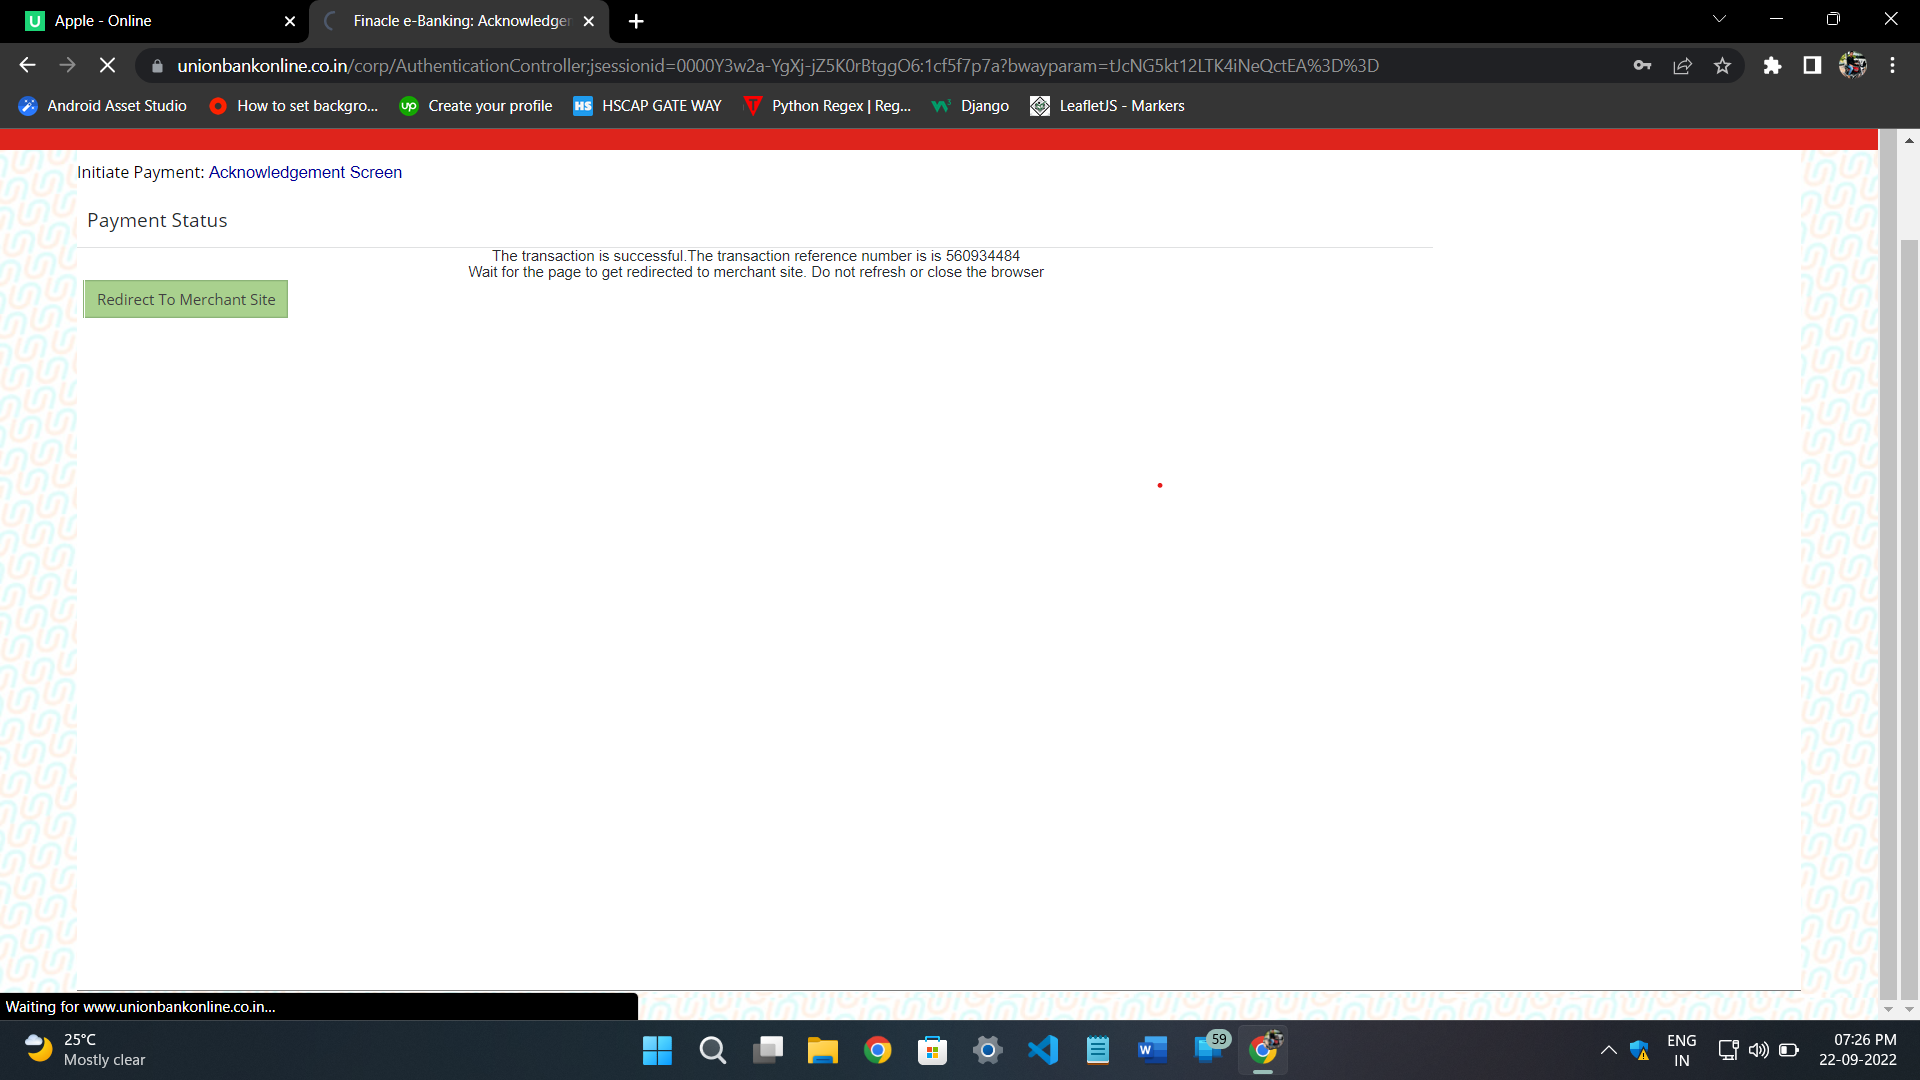 Apple - Online
Finacle e-Banking: Acknowledger
unionbankonline.co.in/corp/AuthenticationController;jsessionid=0000Y3w2a-YgXj-jZ5K0rBtggO6:1cf5f7p7a?bwayparam=tJcNG5kt12LTK4iNeQctEA%3D%3D
Android Asset Studio
How to set backgro...
up Create your profile
HS HSCAP GATE WAY
Python Regex | Reg...
Django
LeafletJS - Markers
Initiate Payment: Acknowledgement Screen
Payment Status
The transaction is successful.The transaction reference number is is 560934484
Wait for the page to get redirected to merchant site. Do not refresh or close the browser
Redirect To Merchant Site
Waiting for www.unionbankonline.co.in...
25°C
Mostly clear
59
ENG
IN
07:26 PM
22-09-2022